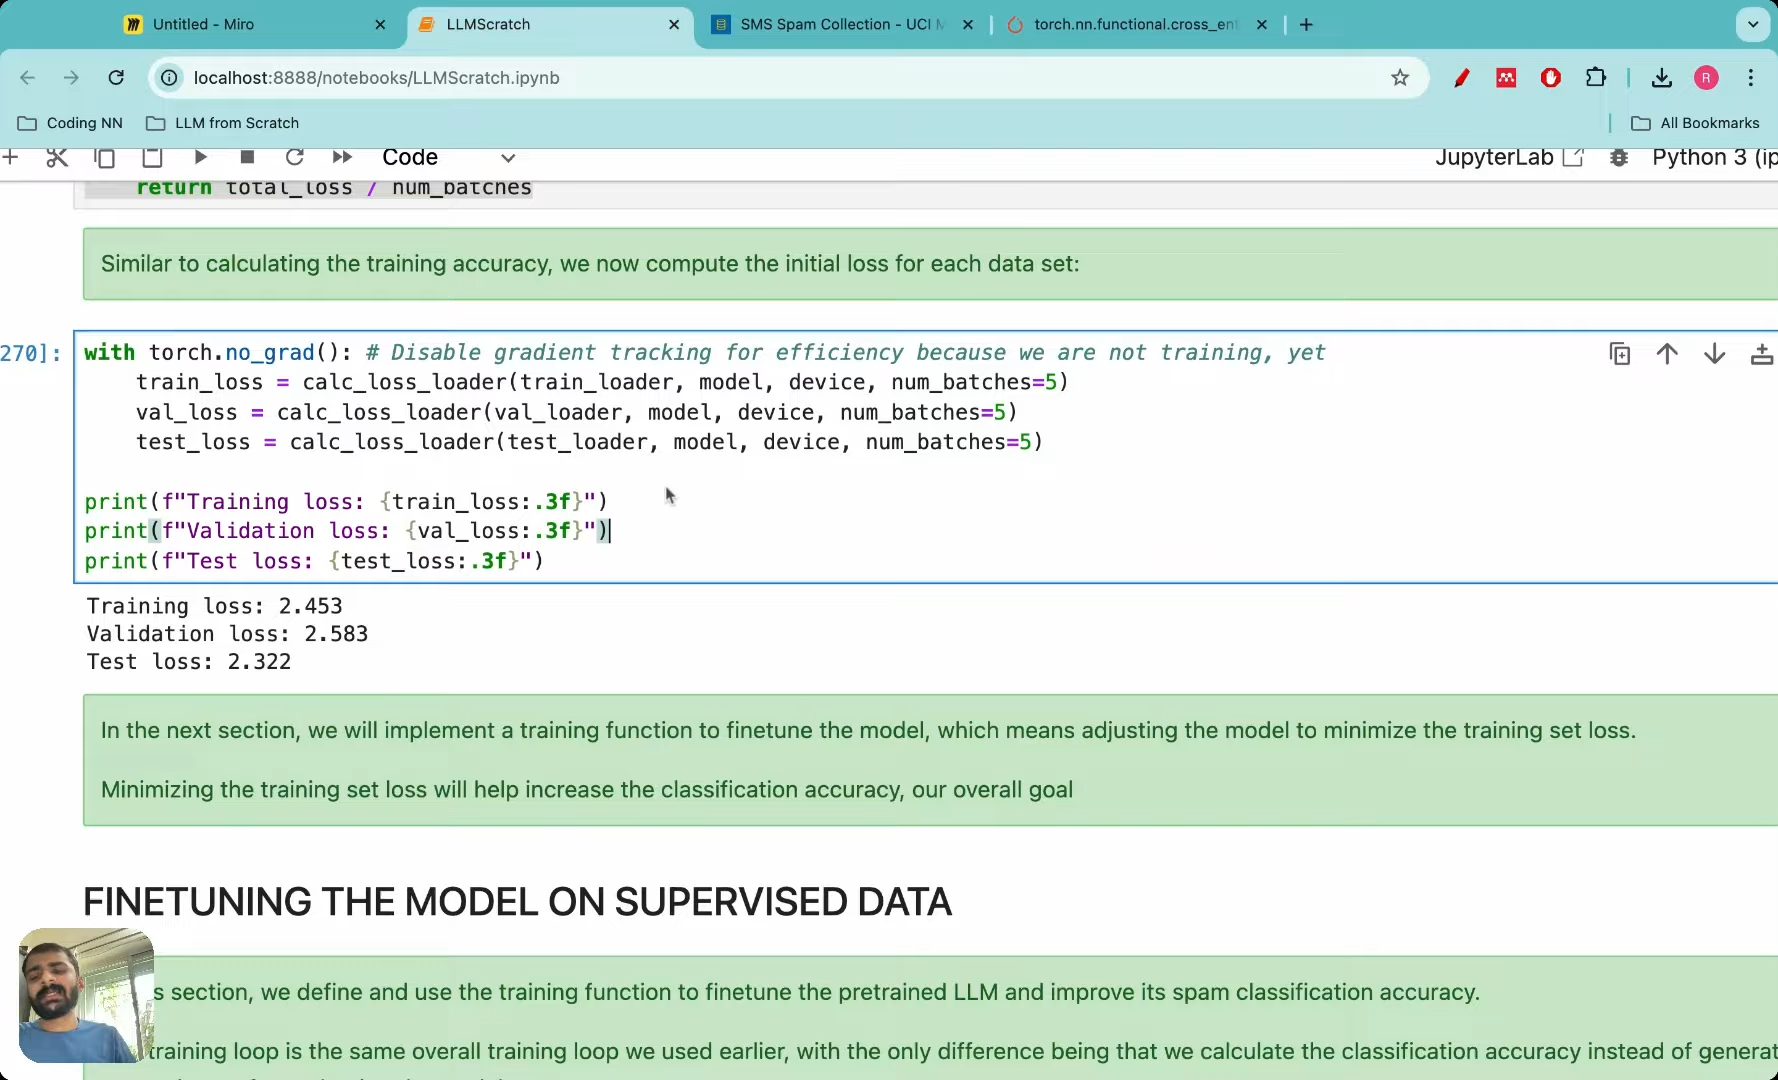 Untitled - Miro
LLMScratch
SMS Spam Collection - UCI
torch.nn.functional.cross_ent
localhost:8888/notebooks/LLMScratch.ipynb
R
Coding NN
LLM from Scratch
All Bookmarks
Code
JupyterLab
Python 3 (ip
return total_loss / num_batches
Similar to calculating the training accuracy, we now compute the initial loss for each data set:
270]:
with torch.no_grad(): # Disable gradient tracking for efficiency because we are not training, yet
train_loss = calc_loss_loader(train_loader, model, device, num_batches=5)
val_loss = calc_loss_loader(val_loader, model, device, num_batches=5)
test_loss = calc_loss_loader(test_loader, model, device, num_batches=5)
print(f"Training loss: {train_loss:.3f}")
print(f"Validation loss: {val_loss:.3f}")
print(f"Test loss: {test_loss:.3f}")
Training loss: 2.453
Validation loss: 2.583
Test loss: 2.322
In the next section, we will implement a training function to finetune the model, which means adjusting the model to minimize the training set loss.
Minimizing the training set loss will help increase the classification accuracy, our overall goal
FINETUNING THE MODEL ON SUPERVISED DATA
s section, we define and use the training function to finetune the pretrained LLM and improve its spam classification accuracy.
training loop is the same overall training loop we used earlier, with the only difference being that we calculate the classification accuracy instead of generat